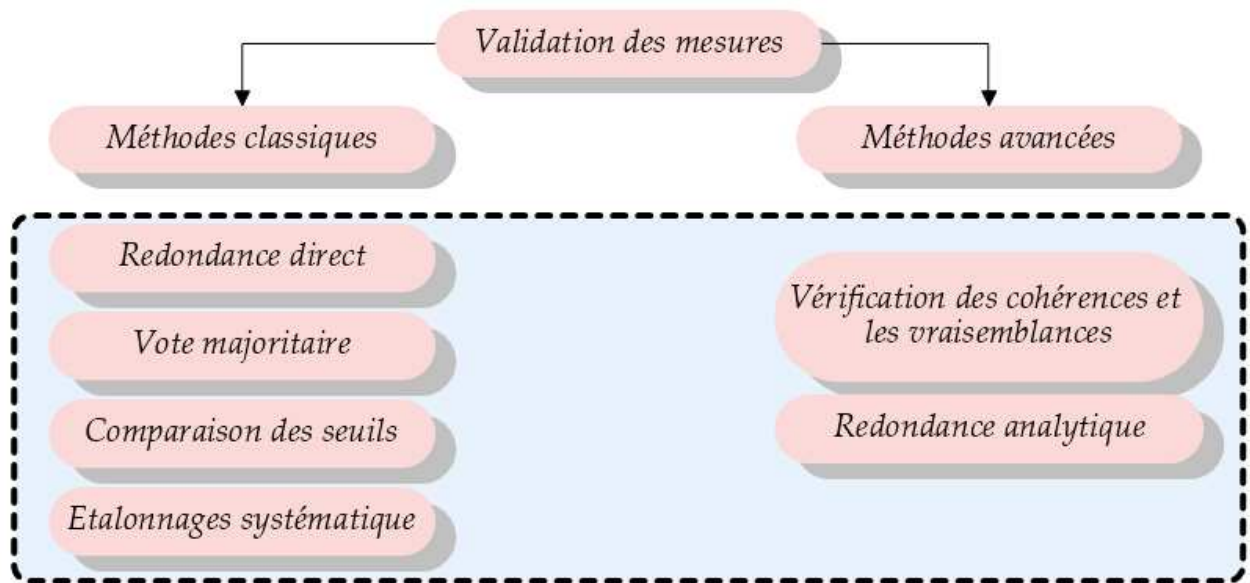 Validation des mesures
Méthodes classiques
Méthodes avancées
Redondance direct
Vote majoritaire
Comparaison des seuils
Etalonnages systématique
Vérification des cohérences et
les vraisemblances
Redondance analytique